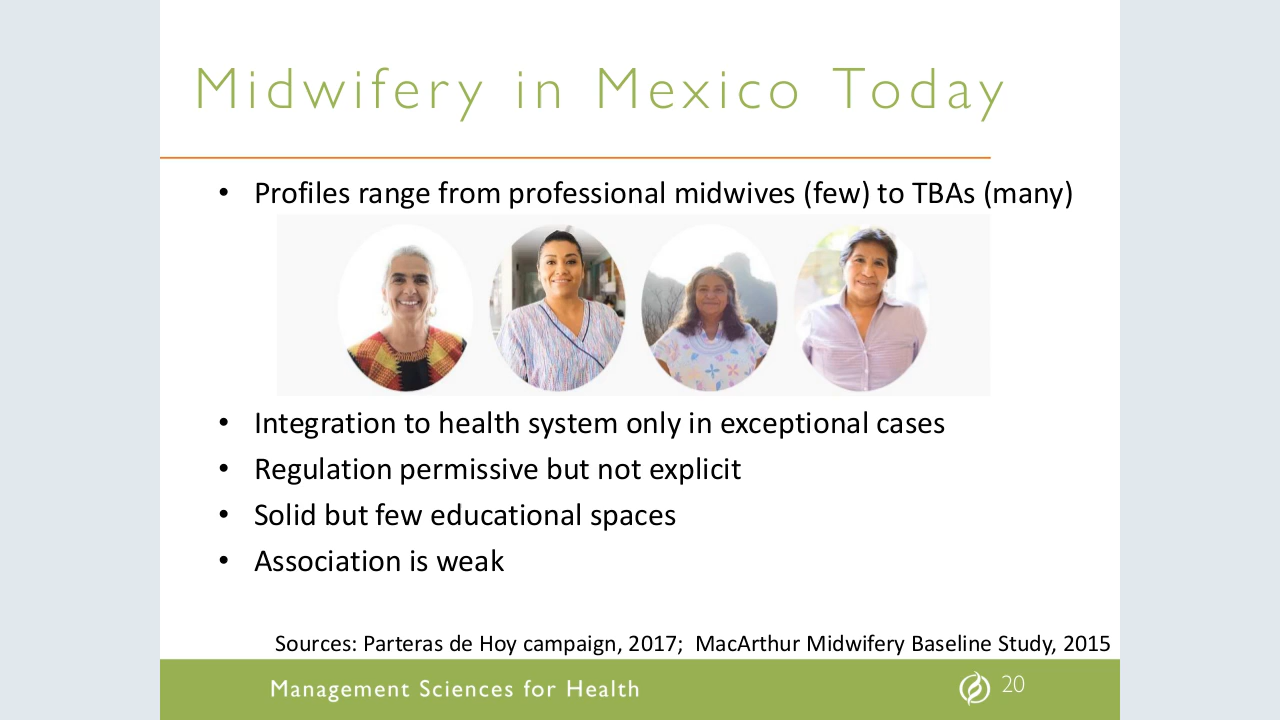 Midwifery in Mexico Today
• Profiles range from professional midwives (few) to TBAs (many)
• Integration to health system only in exceptional cases
• Regulation permissive but not explicit
• Solid but few educational spaces
• Association is weak
Sources: Parteras de Hoy campaign, 2017;  MacArthur Midwifery Baseline Study, 2015
Management Sciences for Health
20